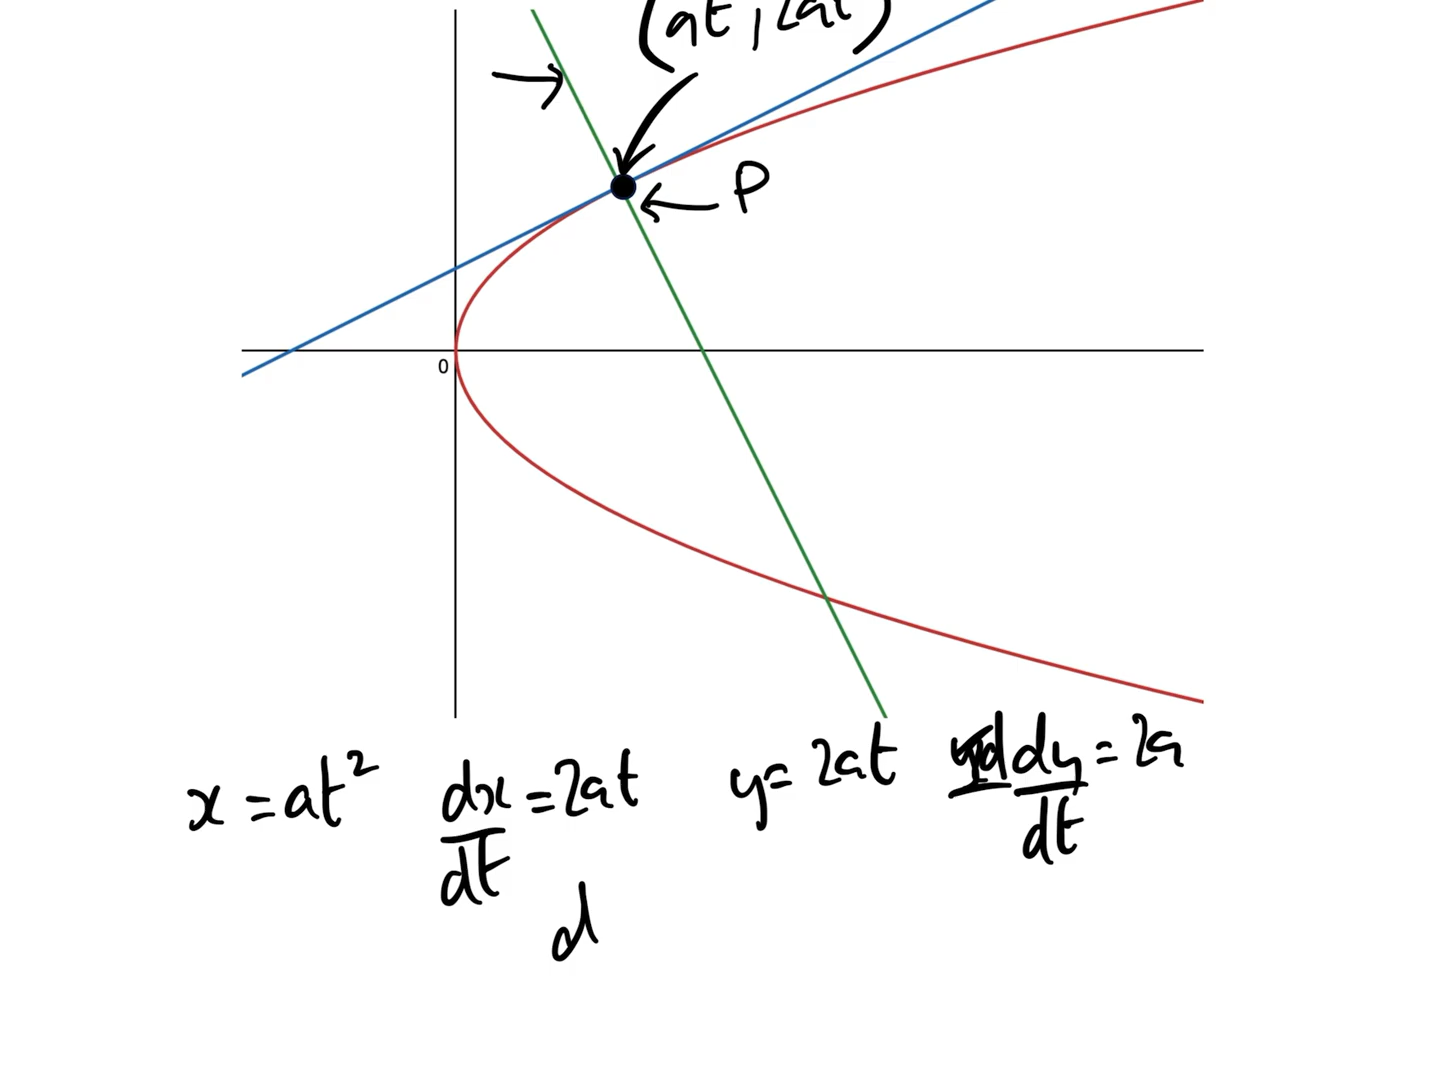 (at², 2at)
P
0
x = at² dx/dt = 2at y = 2at dy/dt = 2a
d